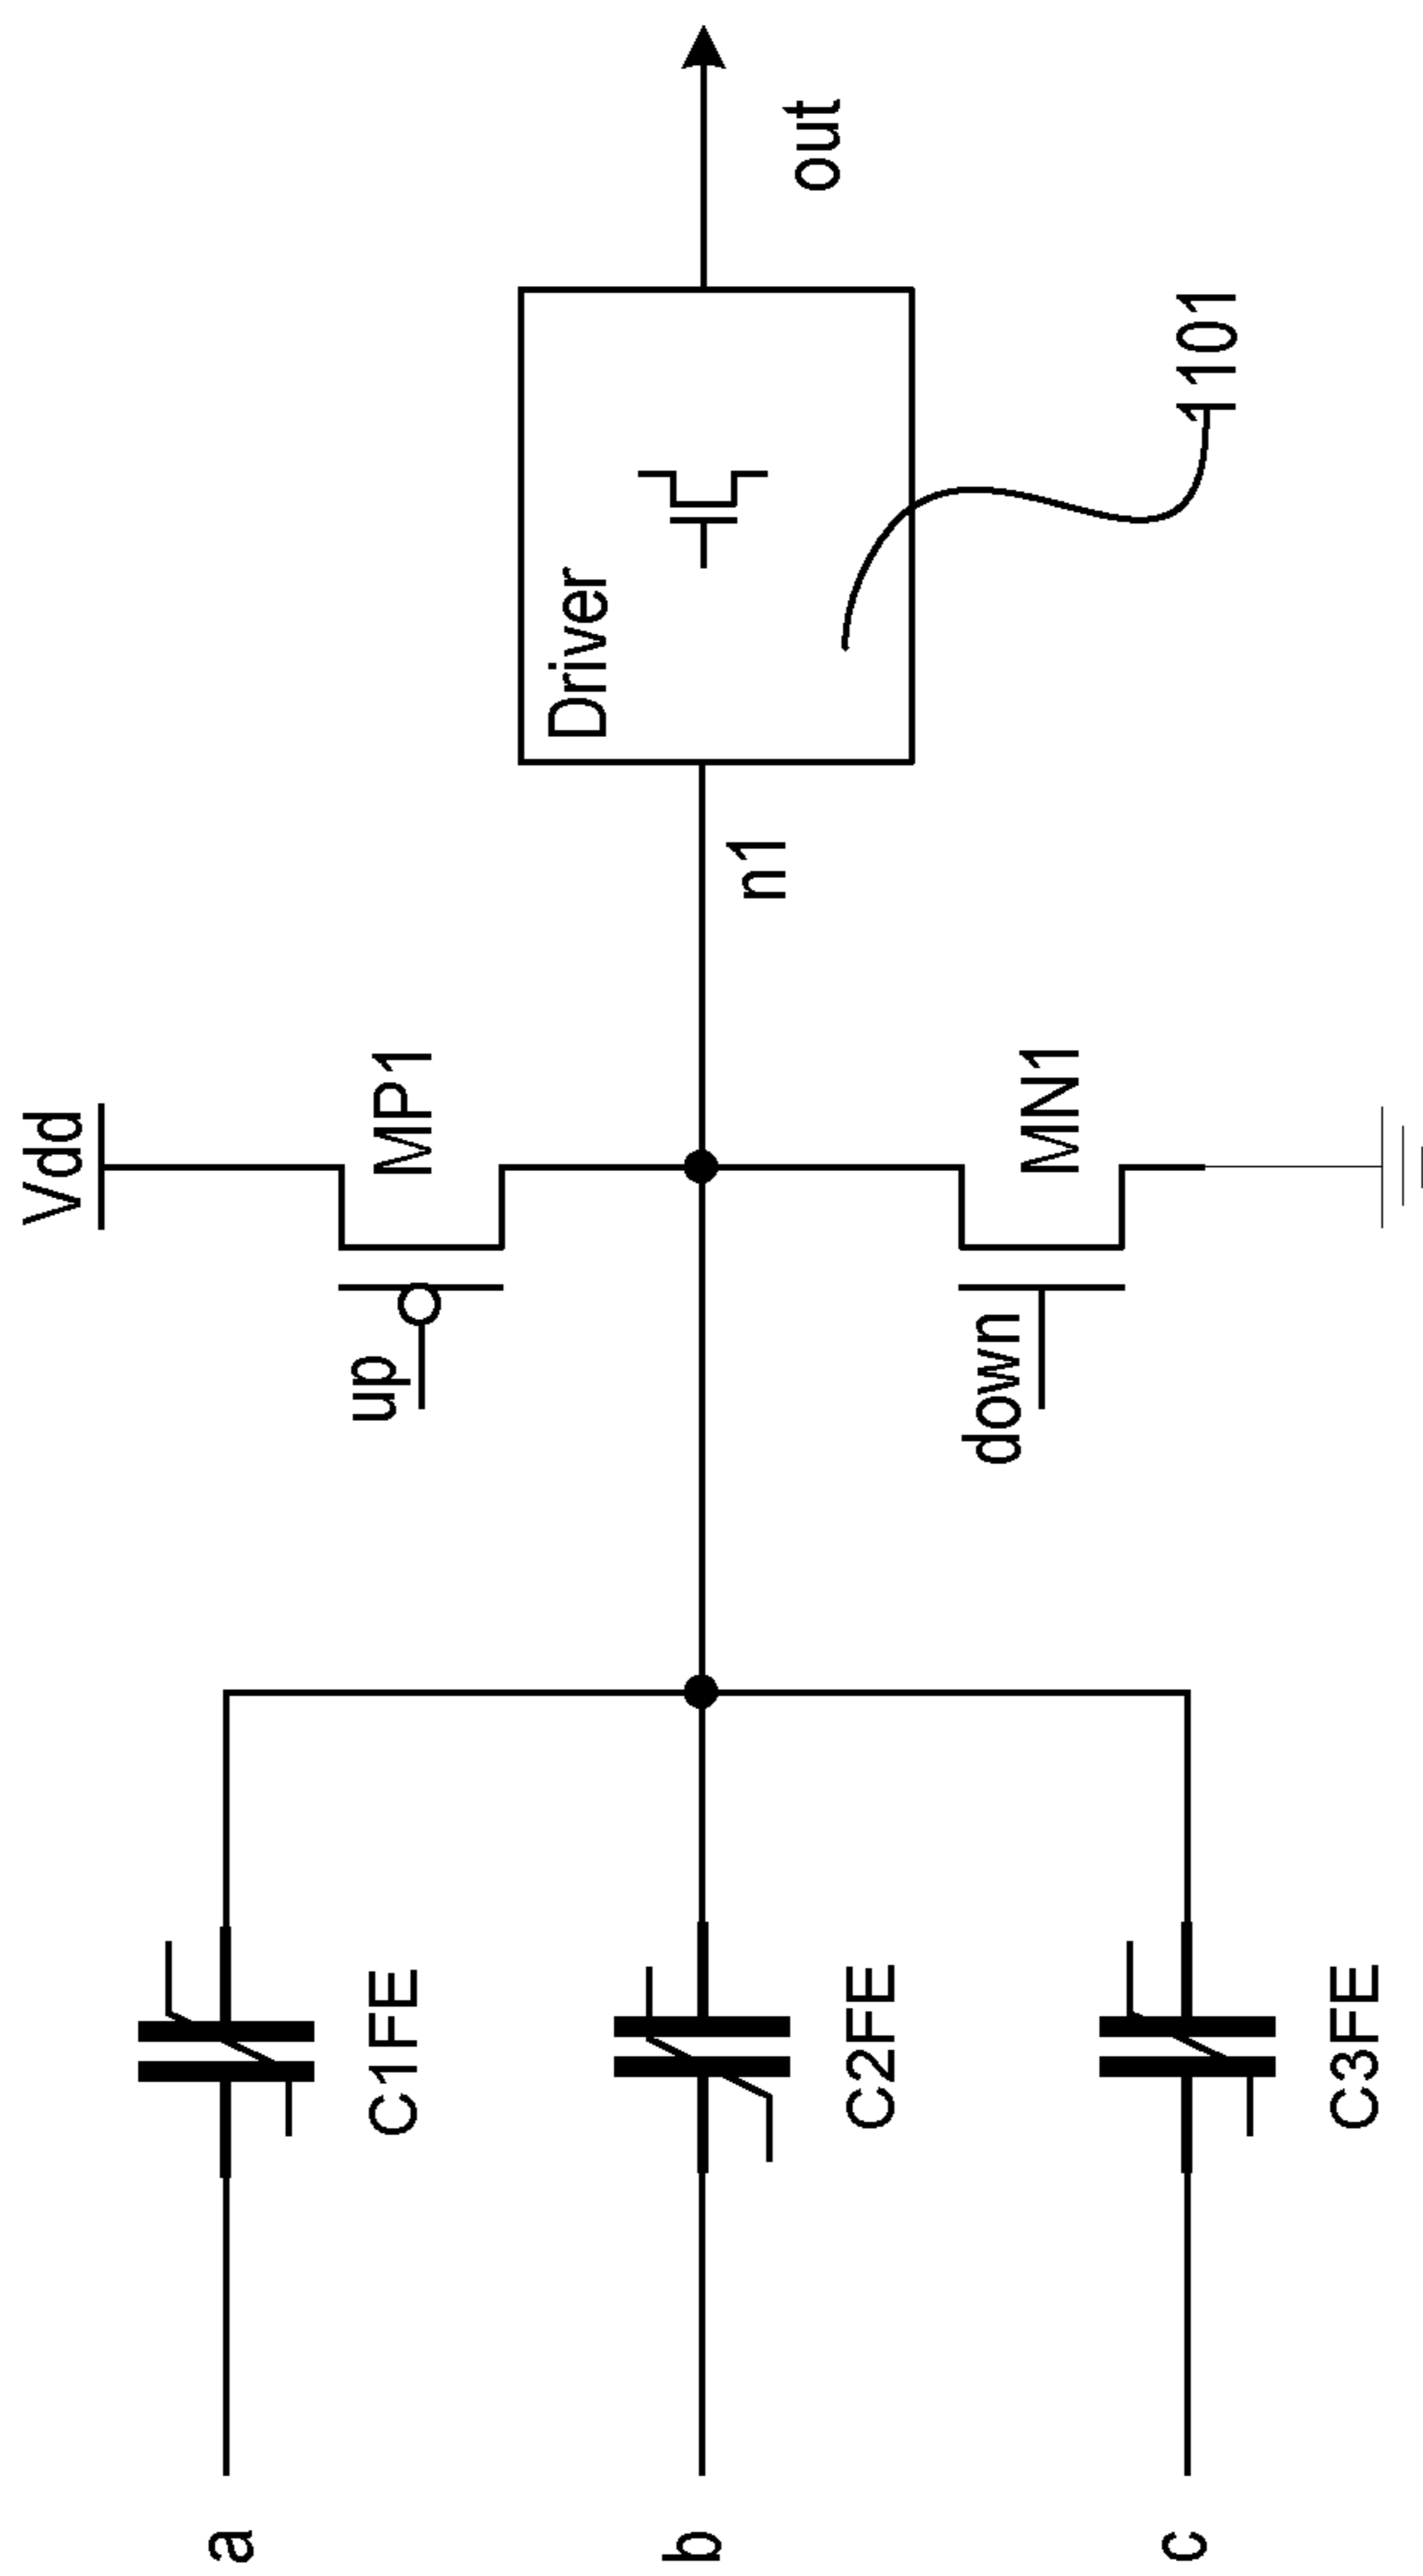 Vdd
up
MP1
a
C1FE
Driver
out
n1
b
C2FE
down
MN1
1101
c
C3FE